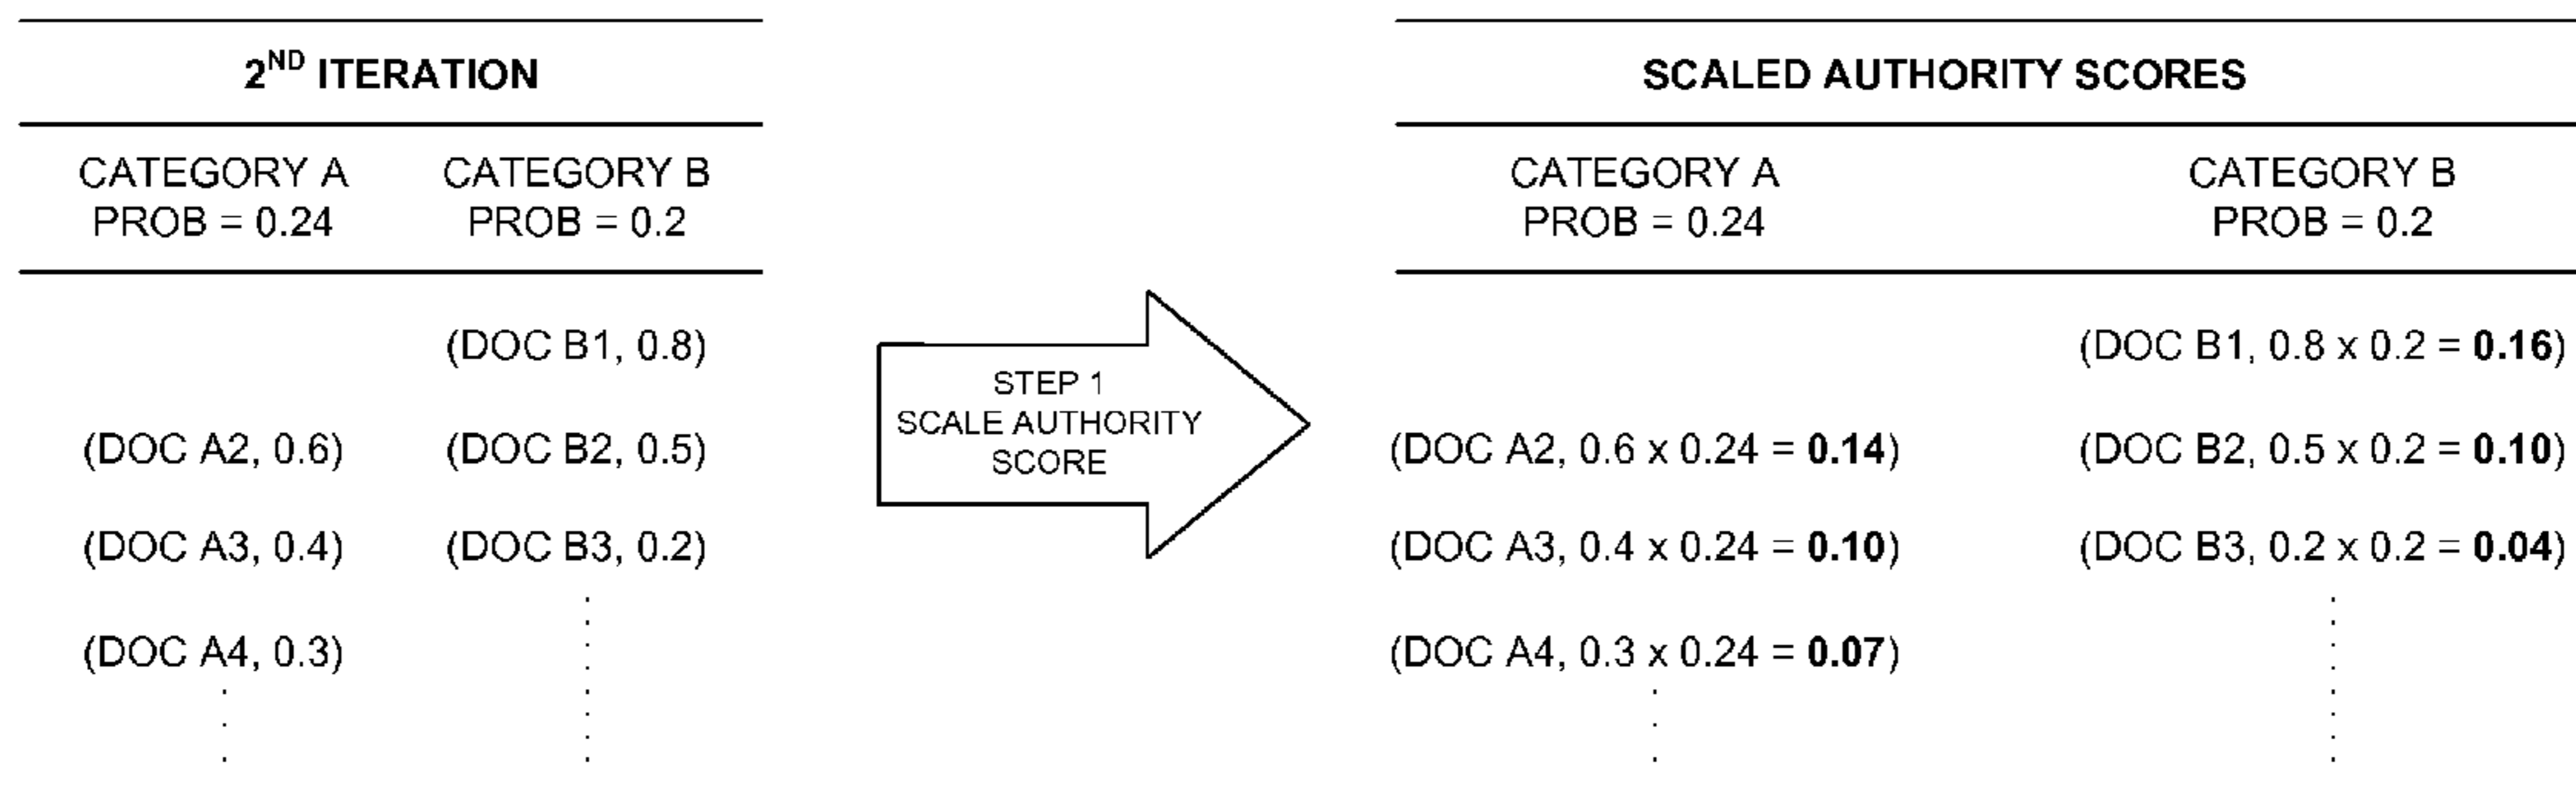 2ND ITERATION
SCALED AUTHORITY SCORES
CATEGORY A CATEGORY B
PROB = 0.24 PROB = 0.2
CATEGORY A CATEGORY B
PROB = 0.24 PROB = 0.2
(DOC B1, 0.8)
(DOC A2, 0.6) (DOC B2, 0.5)
(DOC A3, 0.4) (DOC B3, 0.2)
(DOC A4, 0.3)
STEP 1
SCALE AUTHORITY
SCORE
(DOC B1, 0.8 x 0.2 = 0.16)
(DOC A2, 0.6 x 0.24 = 0.14) (DOC B2, 0.5 x 0.2 = 0.10)
(DOC A3, 0.4 x 0.24 = 0.10) (DOC B3, 0.2 x 0.2 = 0.04)
(DOC A4, 0.3 x 0.24 = 0.07)